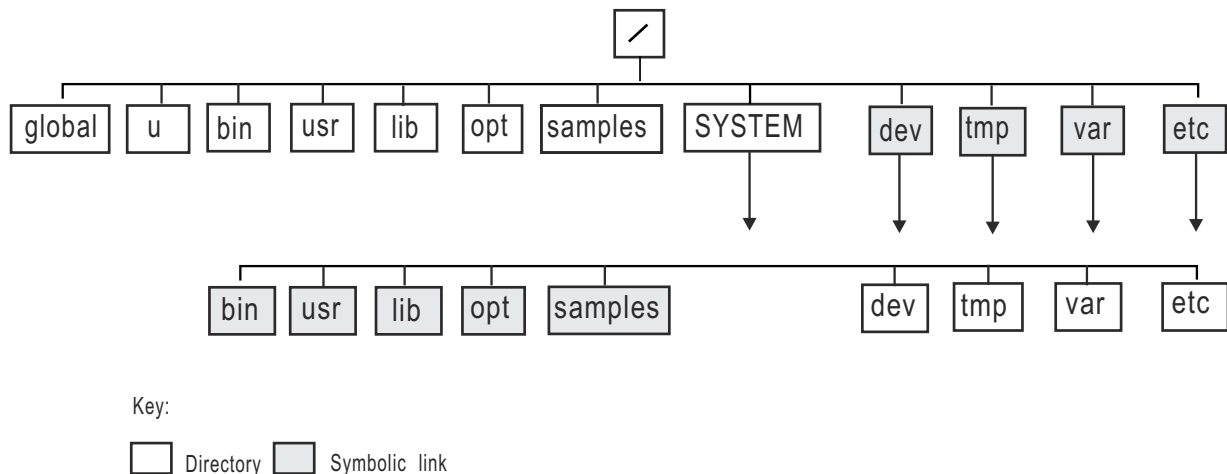 /
global u bin usr lib opt samples SYSTEM dev tmp var etc
bin usr lib opt samples dev tmp var etc
Key:
Directory Symbolic link